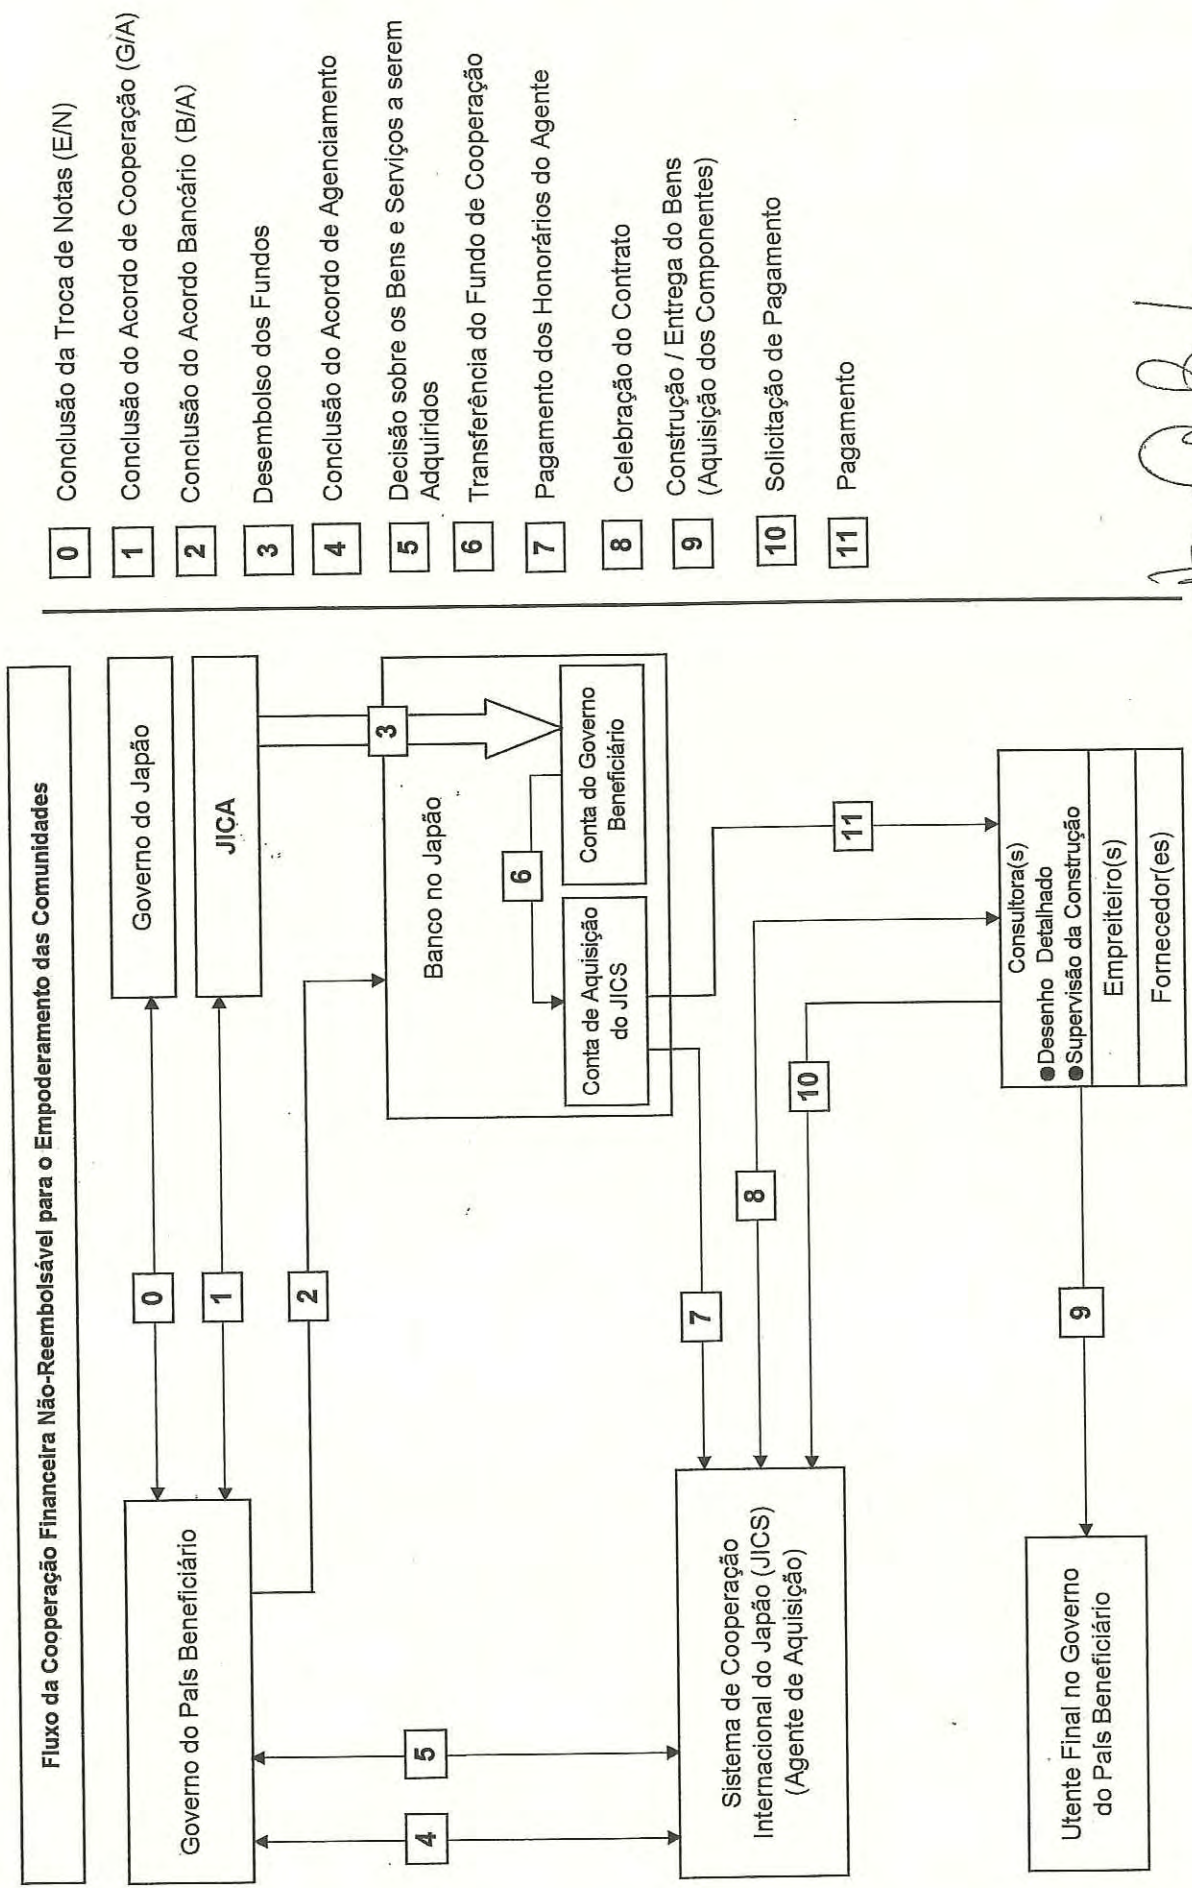 Fluxo da Cooperação Financeira Não-Reembolsável para o Empoderamento das Comunidades
Governo do País Beneficiário
0
Governo do Japão
1
JICA
2
3
Banco no Japão
6
Conta de Aquisição
do JICS
Conta do Governo
Beneficiário
4
5
7
8
10
11
Sistema de Cooperação
Internacional do Japão (JICS)
(Agente de Aquisição)
Consultora(s)
●Desenho Detalhado
●Supervisão da Construção
Empreiteiro(s)
Fornecedor(es)
9
Utente Final no Governo
do País Beneficiário
0 Conclusão da Troca de Notas (E/N)
1 Conclusão do Acordo de Cooperação (G/A)
2 Conclusão do Acordo Bancário (B/A)
3 Desembolso dos Fundos
4 Conclusão do Acordo de Agenciamento
5 Decisão sobre os Bens e Serviços a serem
Adquiridos
6 Transferência do Fundo de Cooperação
7 Pagamento dos Honorários do Agente
8 Celebração do Contrato
9 Construção / Entrega do Bens
(Aquisição dos Componentes)
10 Solicitação de Pagamento
11 Pagamento